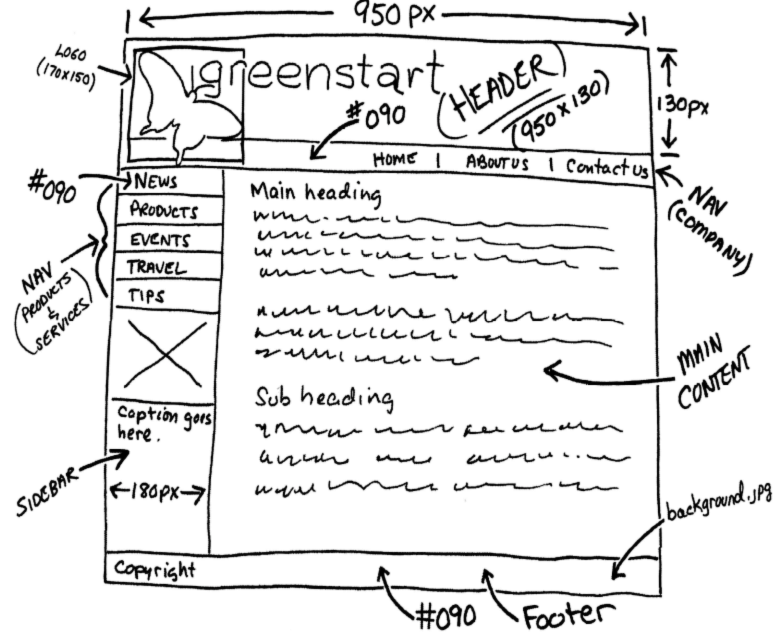 950 px
LOGO
(170x150)
greenstart
(HEADER)
(950x130)
130px
#090
HOME | ABOUT US | Contact Us
NAV
(COMPANY)
#090
NEWS
PRODUCTS
EVENTS
TRAVEL
TIPS
NAV
(PRODUCTS
&
SERVICES)
Main heading
MAIN
CONTENT
Sub heading
Caption goes
here.
SIDEBAR
180px
background.jpg
Copyright
#090
Footer